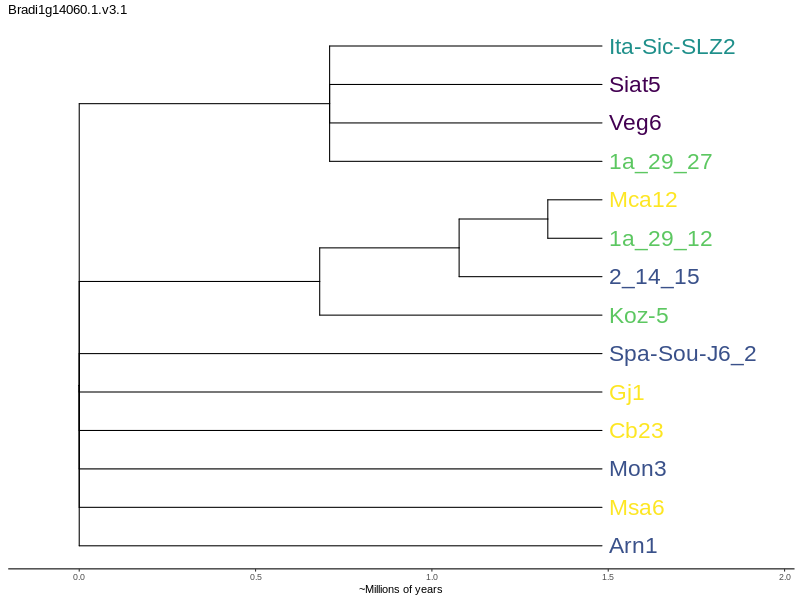 Bradi1g14060.1.v3.1
Ita-Sic-SLZ2
Siat5
Veg6
1a_29_27
Mca12
1a_29_12
2_14_15
Koz-5
Spa-Sou-J6_2
Gj1
Cb23
Mon3
Msa6
Arn1
0.0 0.5 1.0 1.5 2.0
~Millions of years